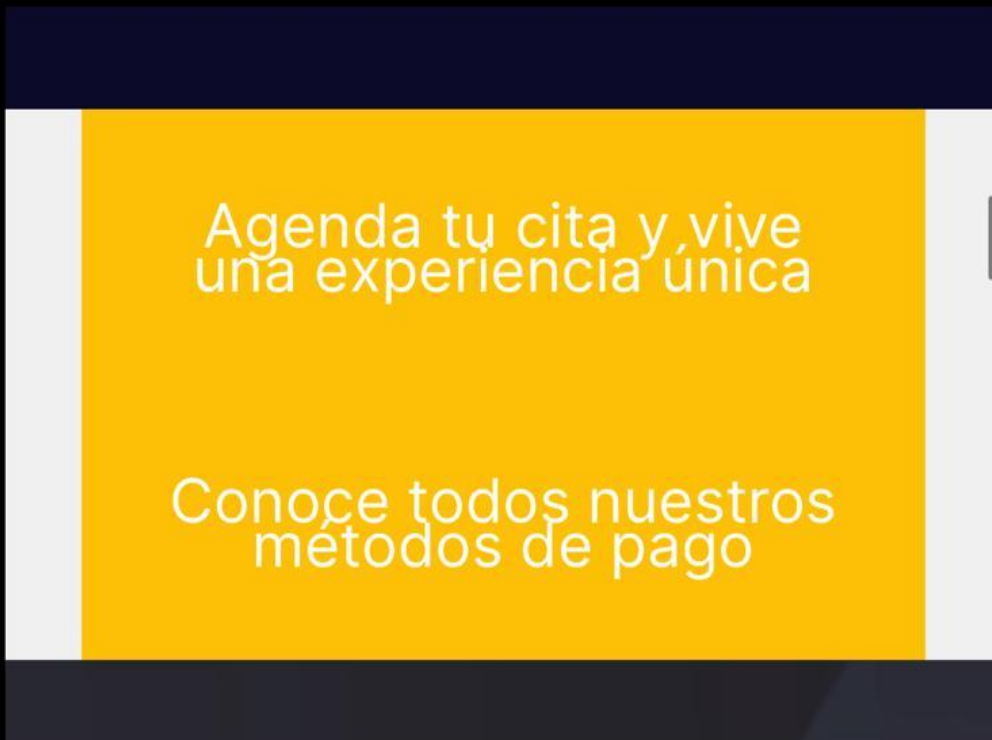 Agenda tu cita y vive
una experiencia única
Conoce todos nuestros
métodos de pago